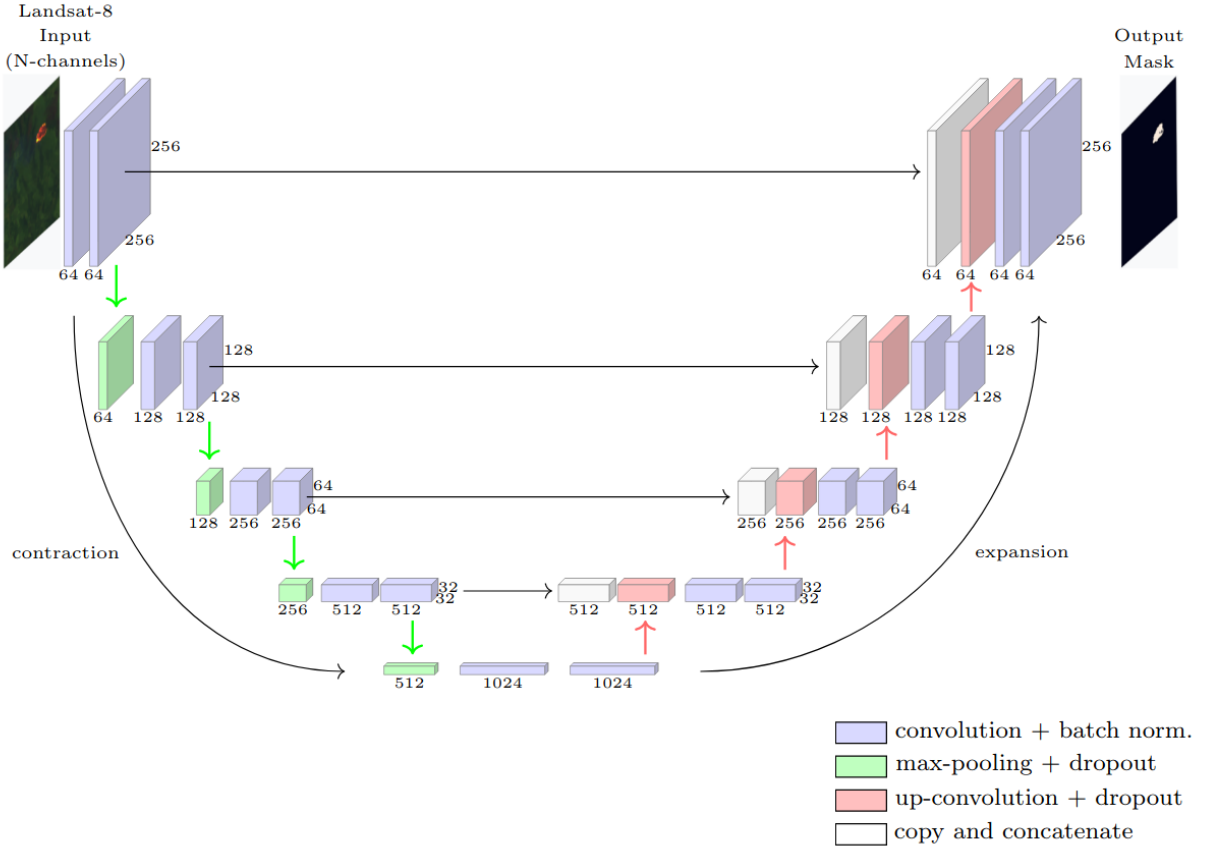 Landsat-8
Input
(N-channels)
Output
Mask
256
256
64 64
256
256
64 64 64 64
128
128
64 128 128
128
128
128 128 128 128
64
64
128 256 256
64
64
256 256 256 256
contraction
expansion
32
32
256 512 512
32
32
512 512 512 512
512 1024 1024
convolution + batch norm.
max-pooling + dropout
up-convolution + dropout
copy and concatenate